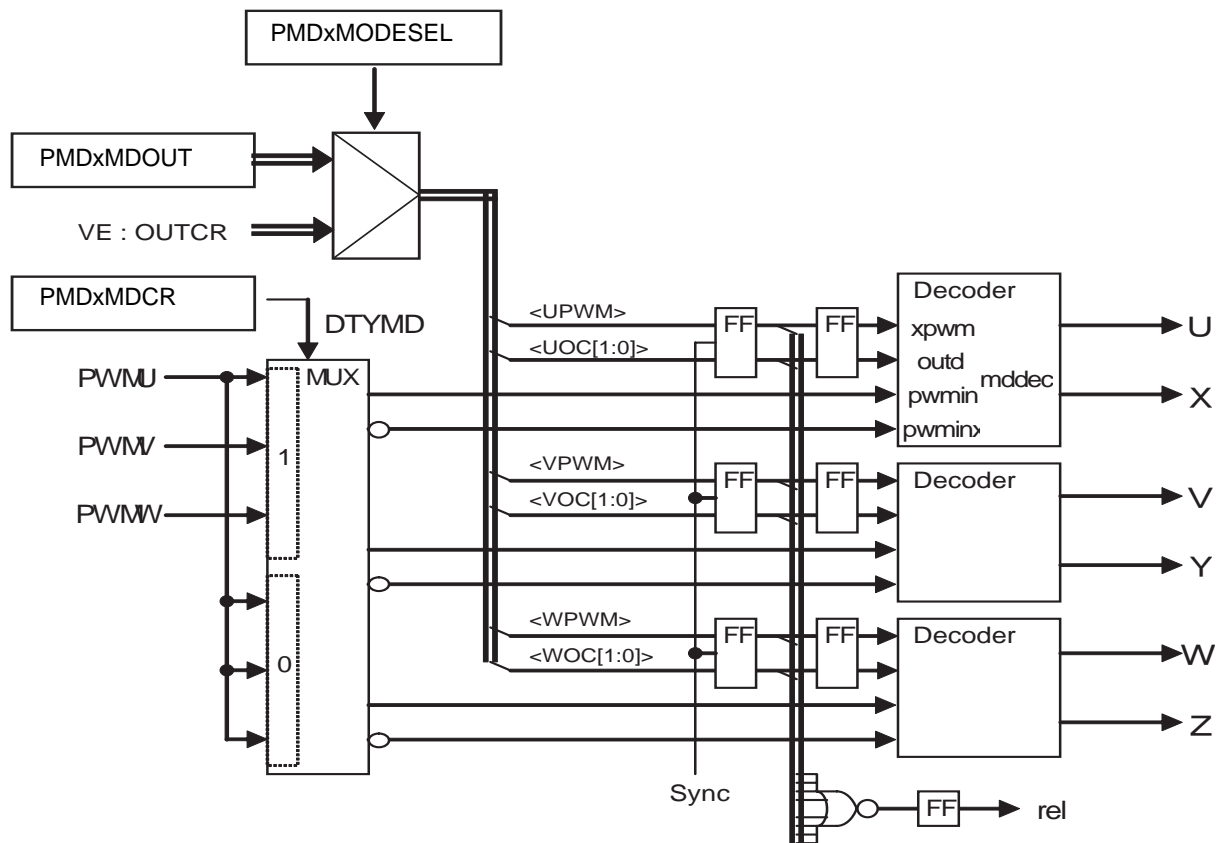 PMDxMODESEL
PMDxMDOUT
VE : OUTCR
PMDxMDCR
DTYMD
MUX
PWMU
PWMV
PWMW
1
0
<UPWM>
<UOC[1:0]>
FF
FF
Decoder
xpwm
outd
mddec
pwmin
pwminx
U
X
<VPWM>
<VOC[1:0]>
FF
FF
Decoder
V
Y
<WPWM>
<WOC[1:0]>
FF
FF
Decoder
W
Z
Sync
FF
rel